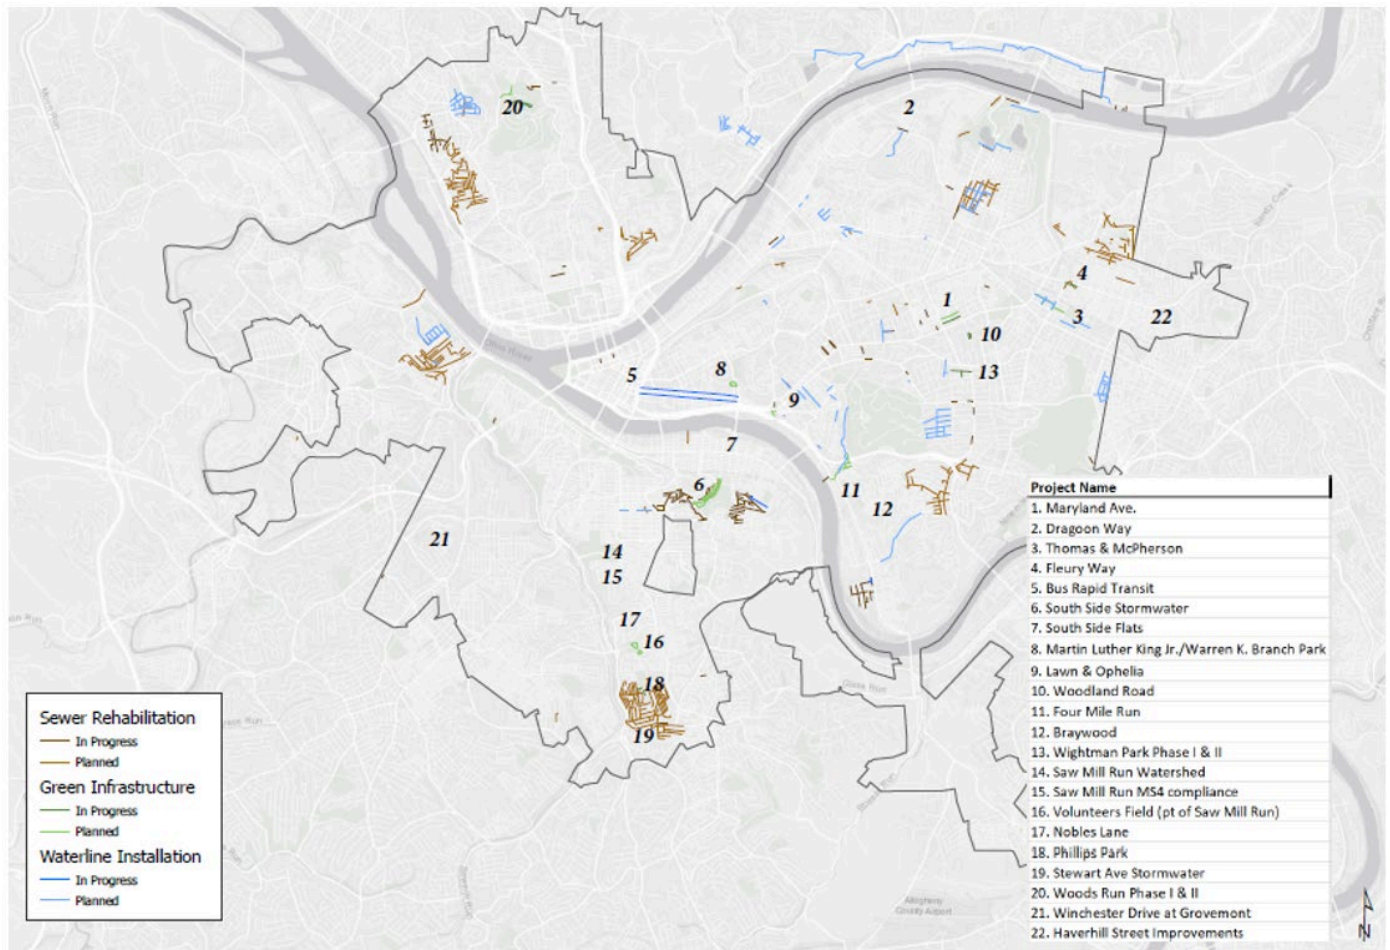 20
2
4
1
3
22
10
5
8
13
9
7
6
11
12
21
14
15
17
16
18
19
Project Name
1. Maryland Ave.
2. Dragoon Way
3. Thomas & McPherson
4. Fleury Way
5. Bus Rapid Transit
6. South Side Stormwater
7. South Side Flats
8. Martin Luther King Jr./Warren K. Branch Park
9. Lawn & Ophelia
10. Woodland Road
11. Four Mile Run
12. Braywood
13. Wightman Park Phase I & II
14. Saw Mill Run Watershed
15. Saw Mill Run MS4 compliance
16. Volunteers Field (pt of Saw Mill Run)
17. Nobles Lane
18. Phillips Park
19. Stewart Ave Stormwater
20. Woods Run Phase I & II
21. Winchester Drive at Grovemont
22. Haverhill Street Improvements
Sewer Rehabilitation
In Progress
Planned
Green Infrastructure
In Progress
Planned
Waterline Installation
In Progress
Planned
Allegheny
County Airport
N